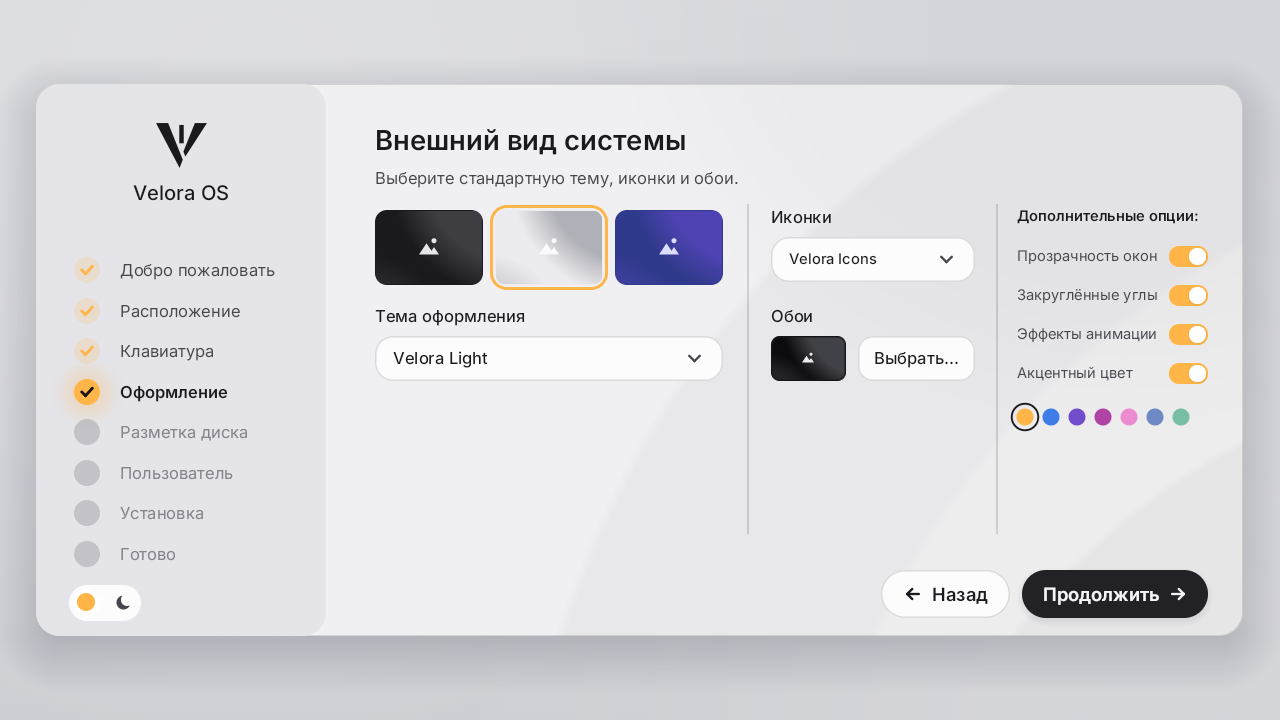 Velora OS
Добро пожаловать
Расположение
Клавиатура
Оформление
Разметка диска
Пользователь
Установка
Готово
Внешний вид системы
Выберите стандартную тему, иконки и обои.
Тема оформления
Velora Light
Иконки
Velora Icons
Обои
Выбрать...
Дополнительные опции:
Прозрачность окон
Закруглённые углы
Эффекты анимации
Акцентный цвет
Назад
Продолжить